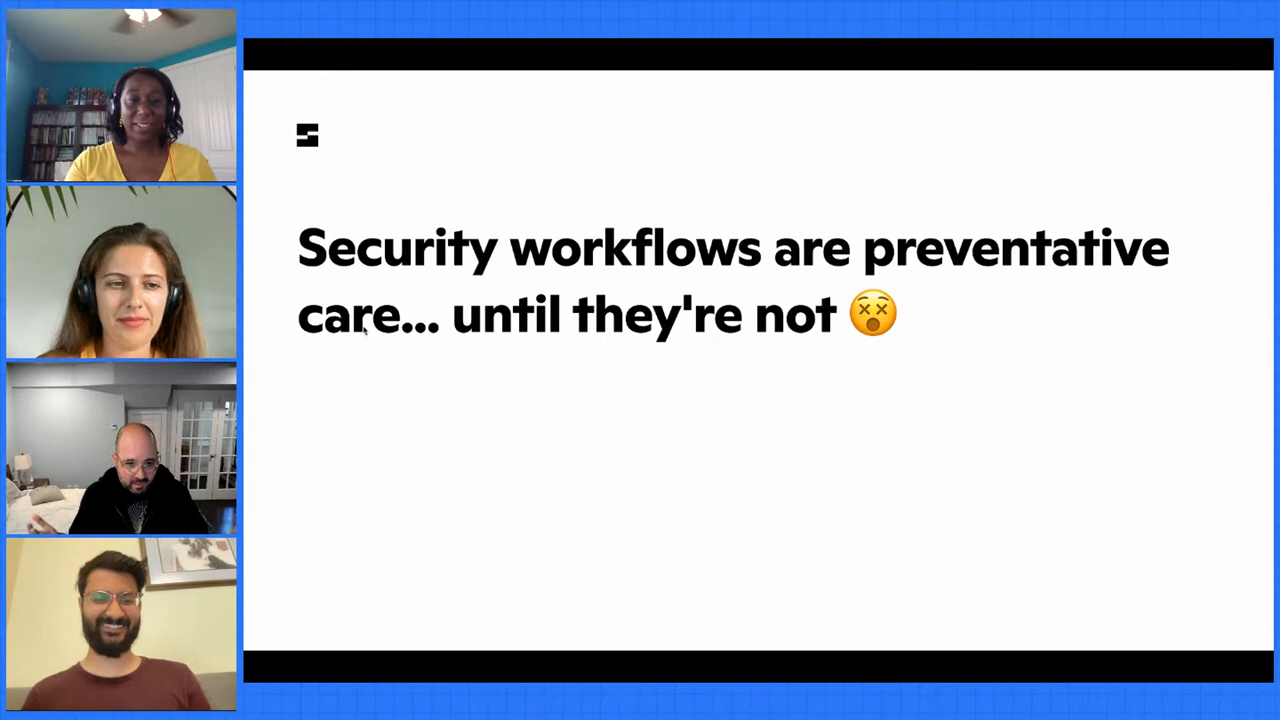 Security workflows are preventative
care... until they're not 😵